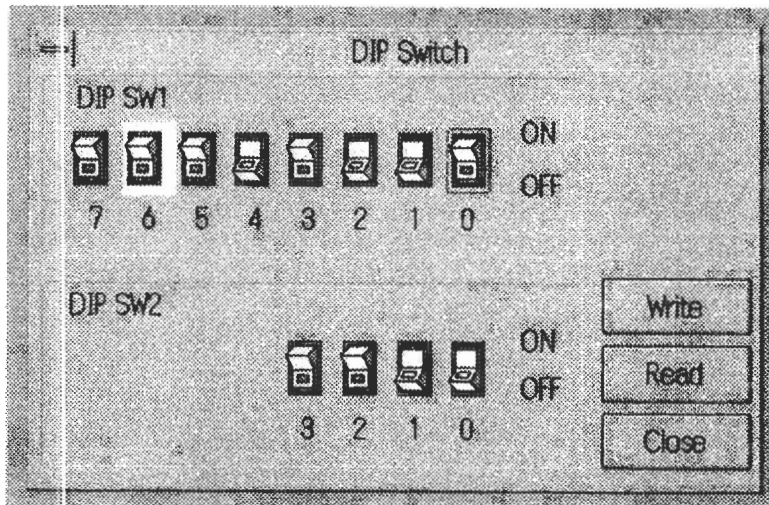 DIP Switch
DIP SW1
ON
OFF
7 6 5 4 3 2 1 0
DIP SW2
ON
OFF
3 2 1 0
Write
Read
Close